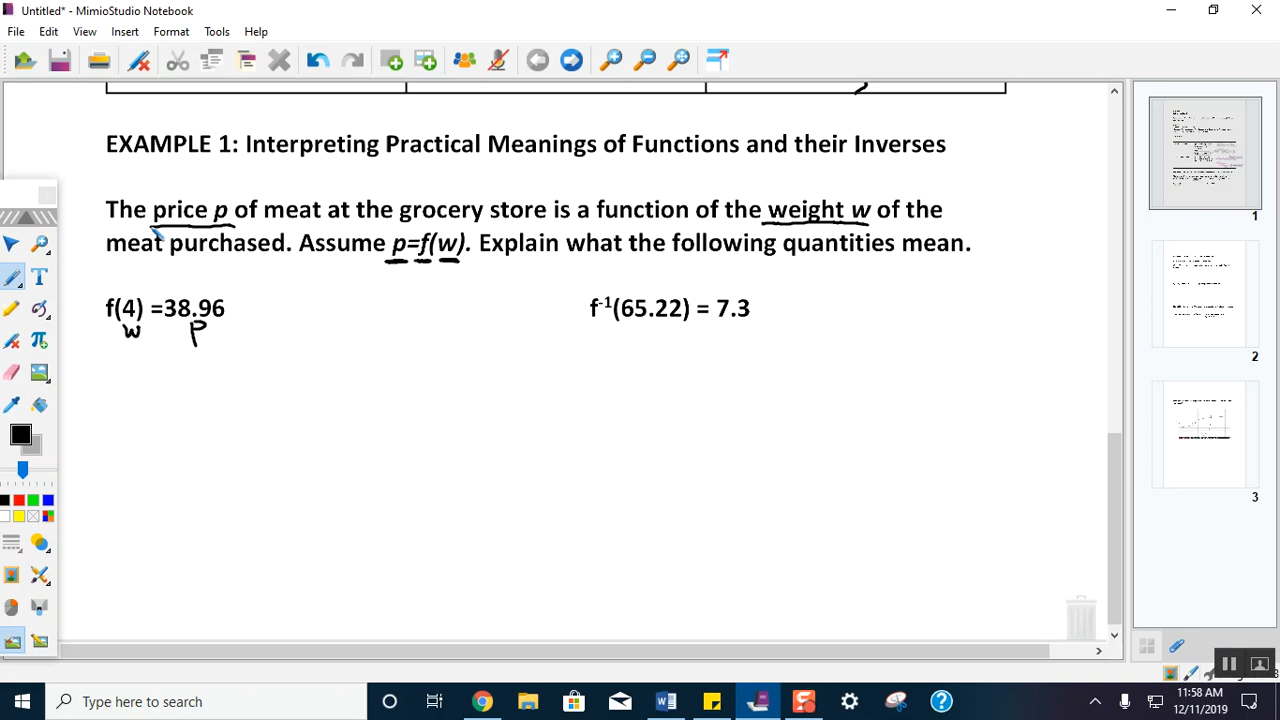 Untitled* - MimioStudio Notebook
File Edit View Insert Format Tools Help
EXAMPLE 1: Interpreting Practical Meanings of Functions and their Inverses
The price p of meat at the grocery store is a function of the weight w of the
meat purchased. Assume p=f(w). Explain what the following quantities mean.
f(4) =38.96
f⁻¹(65.22) = 7.3
w
p
1
2
3
Type here to search
11:58 AM
12/11/2019